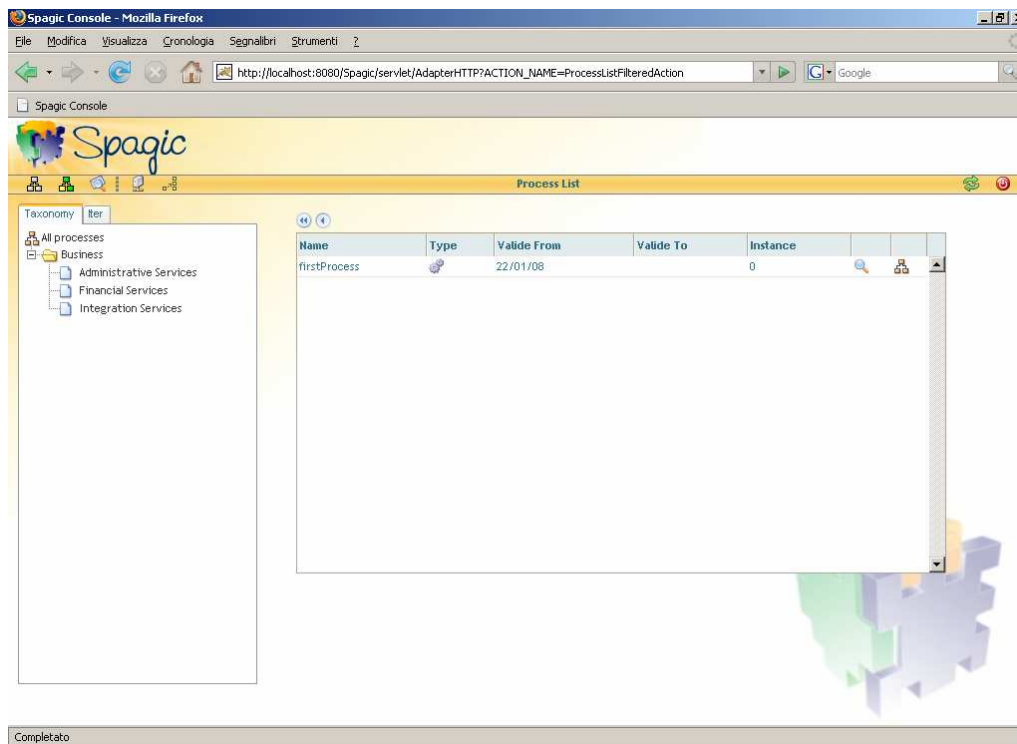 Spagic Console - Mozilla Firefox
File Modifica Visualizza Cronologia Segnalibri Strumenti ?
http://localhost:8080/Spagic/servlet/AdapterHTTP?ACTION_NAME=ProcessListFilteredAction
G Google
Spagic Console
Spagic
Process List
Taxonomy Iter
All processes
Business
Administrative Services
Financial Services
Integration Services
Name Type Valide From Valide To Instance
firstProcess 22/01/08 0
Completato